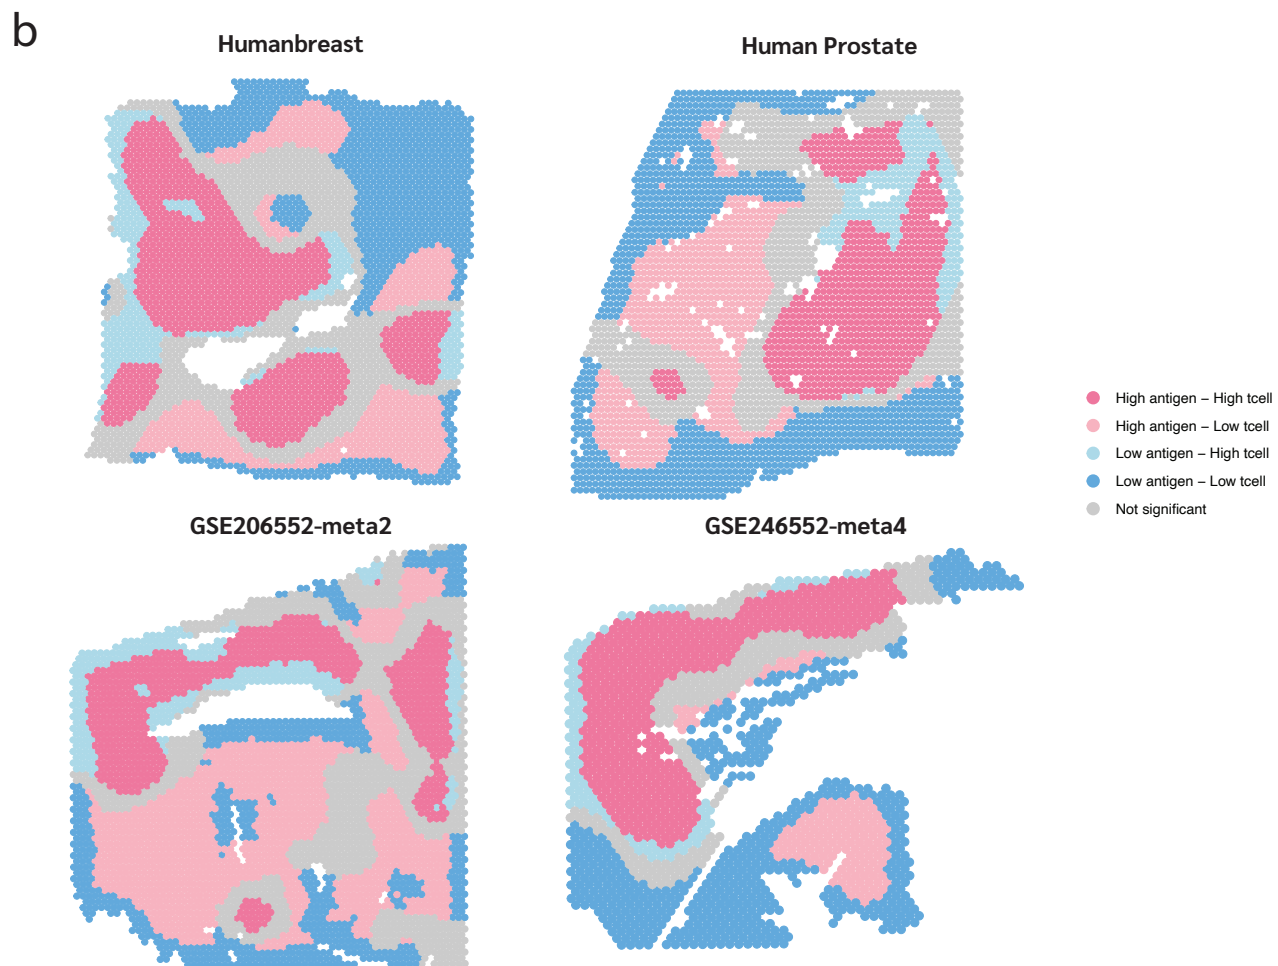 b
Humanbreast
Human Prostate
High antigen – High tcell
High antigen – Low tcell
Low antigen – High tcell
Low antigen – Low tcell
Not significant
GSE206552-meta2
GSE246552-meta4